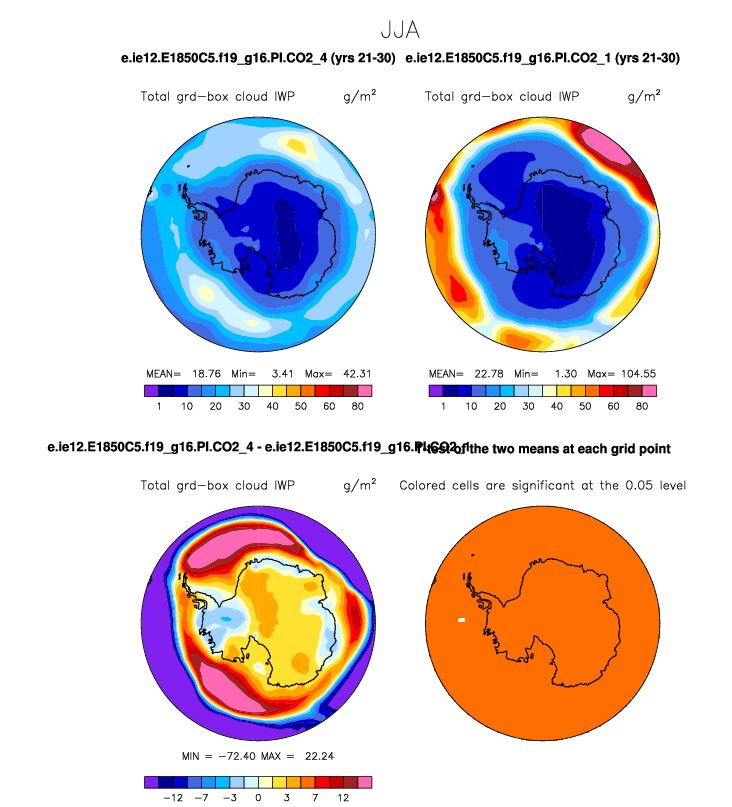 JJA
e.ie12.E1850C5.f19_g16.PI.CO2_4 (yrs 21-30) e.ie12.E1850C5.f19_g16.PI.CO2_1 (yrs 21-30)
Total grd-box cloud IWP g/m² Total grd-box cloud IWP g/m²
MEAN= 18.76 Min= 3.41 Max= 42.31 MEAN= 22.78 Min= 1.30 Max= 104.55
1 10 20 30 40 50 60 80 1 10 20 30 40 50 60 80
e.ie12.E1850C5.f19_g16.PI.CO2_4 - e.ie12.E1850C5.f19_g16.PI.CO2_1 T-test of the two means at each grid point
Total grd-box cloud IWP g/m² Colored cells are significant at the 0.05 level
MIN = -72.40 MAX = 22.24
-12 -7 -3 0 3 7 12